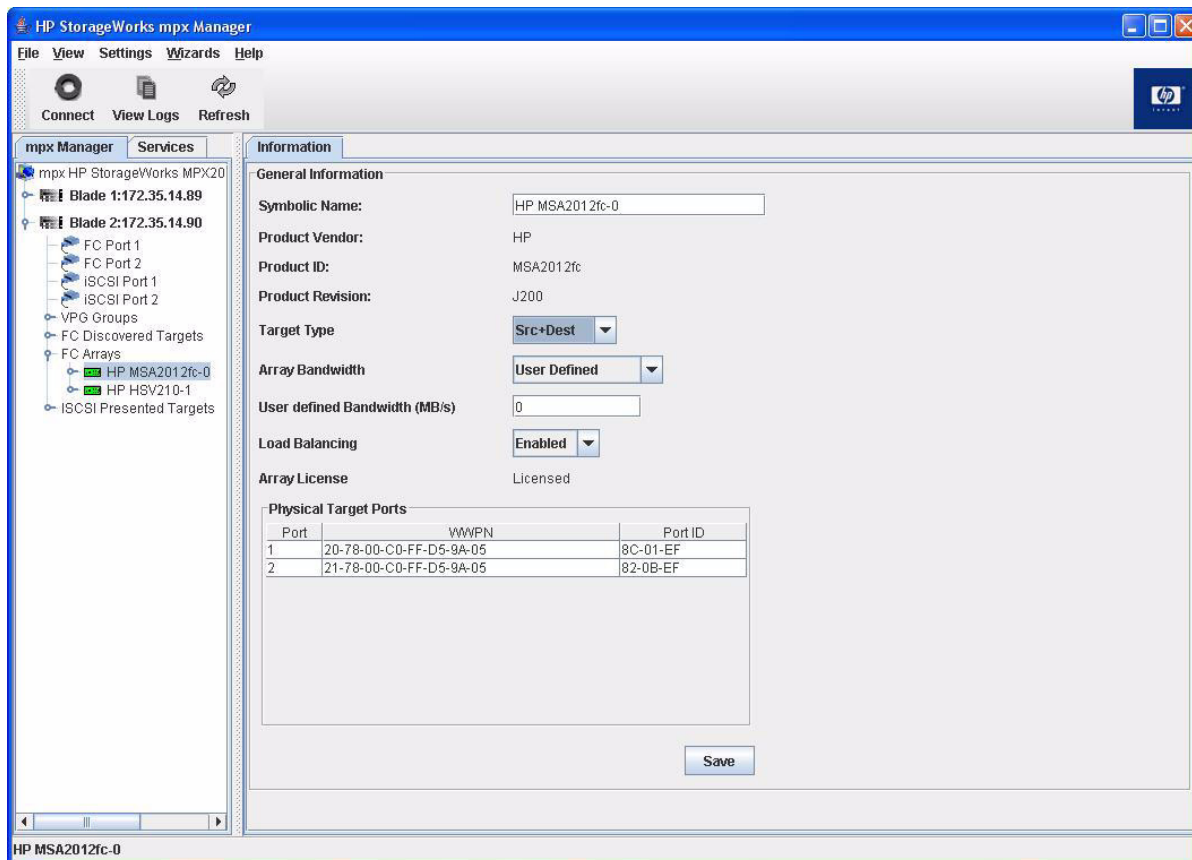 HP StorageWorks mpx Manager
File View Settings Wizards Help
Connect View Logs Refresh
hp
invent
mpx Manager Services
mpx HP StorageWorks MPX20
Blade 1:172.35.14.89
Blade 2:172.35.14.90
FC Port 1
FC Port 2
iSCSI Port 1
iSCSI Port 2
VPG Groups
FC Discovered Targets
FC Arrays
HP MSA2012fc-0
HP HSV210-1
ISCSI Presented Targets
Information
General Information
Symbolic Name: HP MSA2012fc-0
Product Vendor: HP
Product ID: MSA2012fc
Product Revision: J200
Target Type Src+Dest
Array Bandwidth User Defined
User defined Bandwidth (MB/s) 0
Load Balancing Enabled
Array License Licensed
Physical Target Ports
Port WWPN Port ID
1 20-78-00-C0-FF-D5-9A-05 8C-01-EF
2 21-78-00-C0-FF-D5-9A-05 82-0B-EF
Save
HP MSA2012fc-0